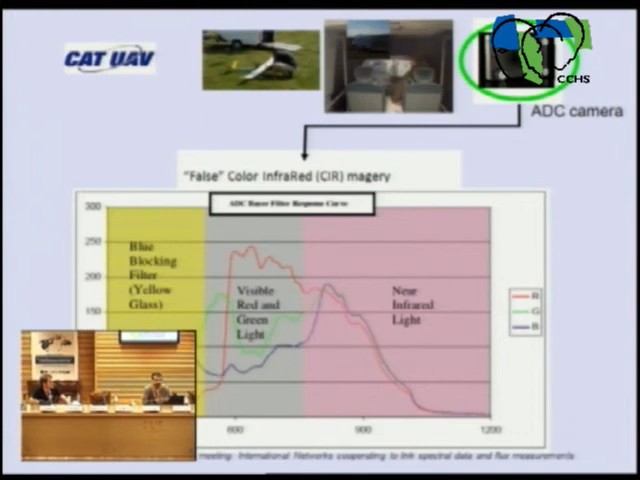 CAT UAV
CCHS
ADC camera
"False" Color InfraRed (CIR) magery
ADC Bayer Filter Response Curve
300
250
200
150
Blue
Blocking
Filter
(Yellow
Glass)
Visible
Red and
Green
Light
Near
Infrared
Light
R
G
B
600
900
1200
meeting: International Networks cooperating to link spectral data and flux measurements